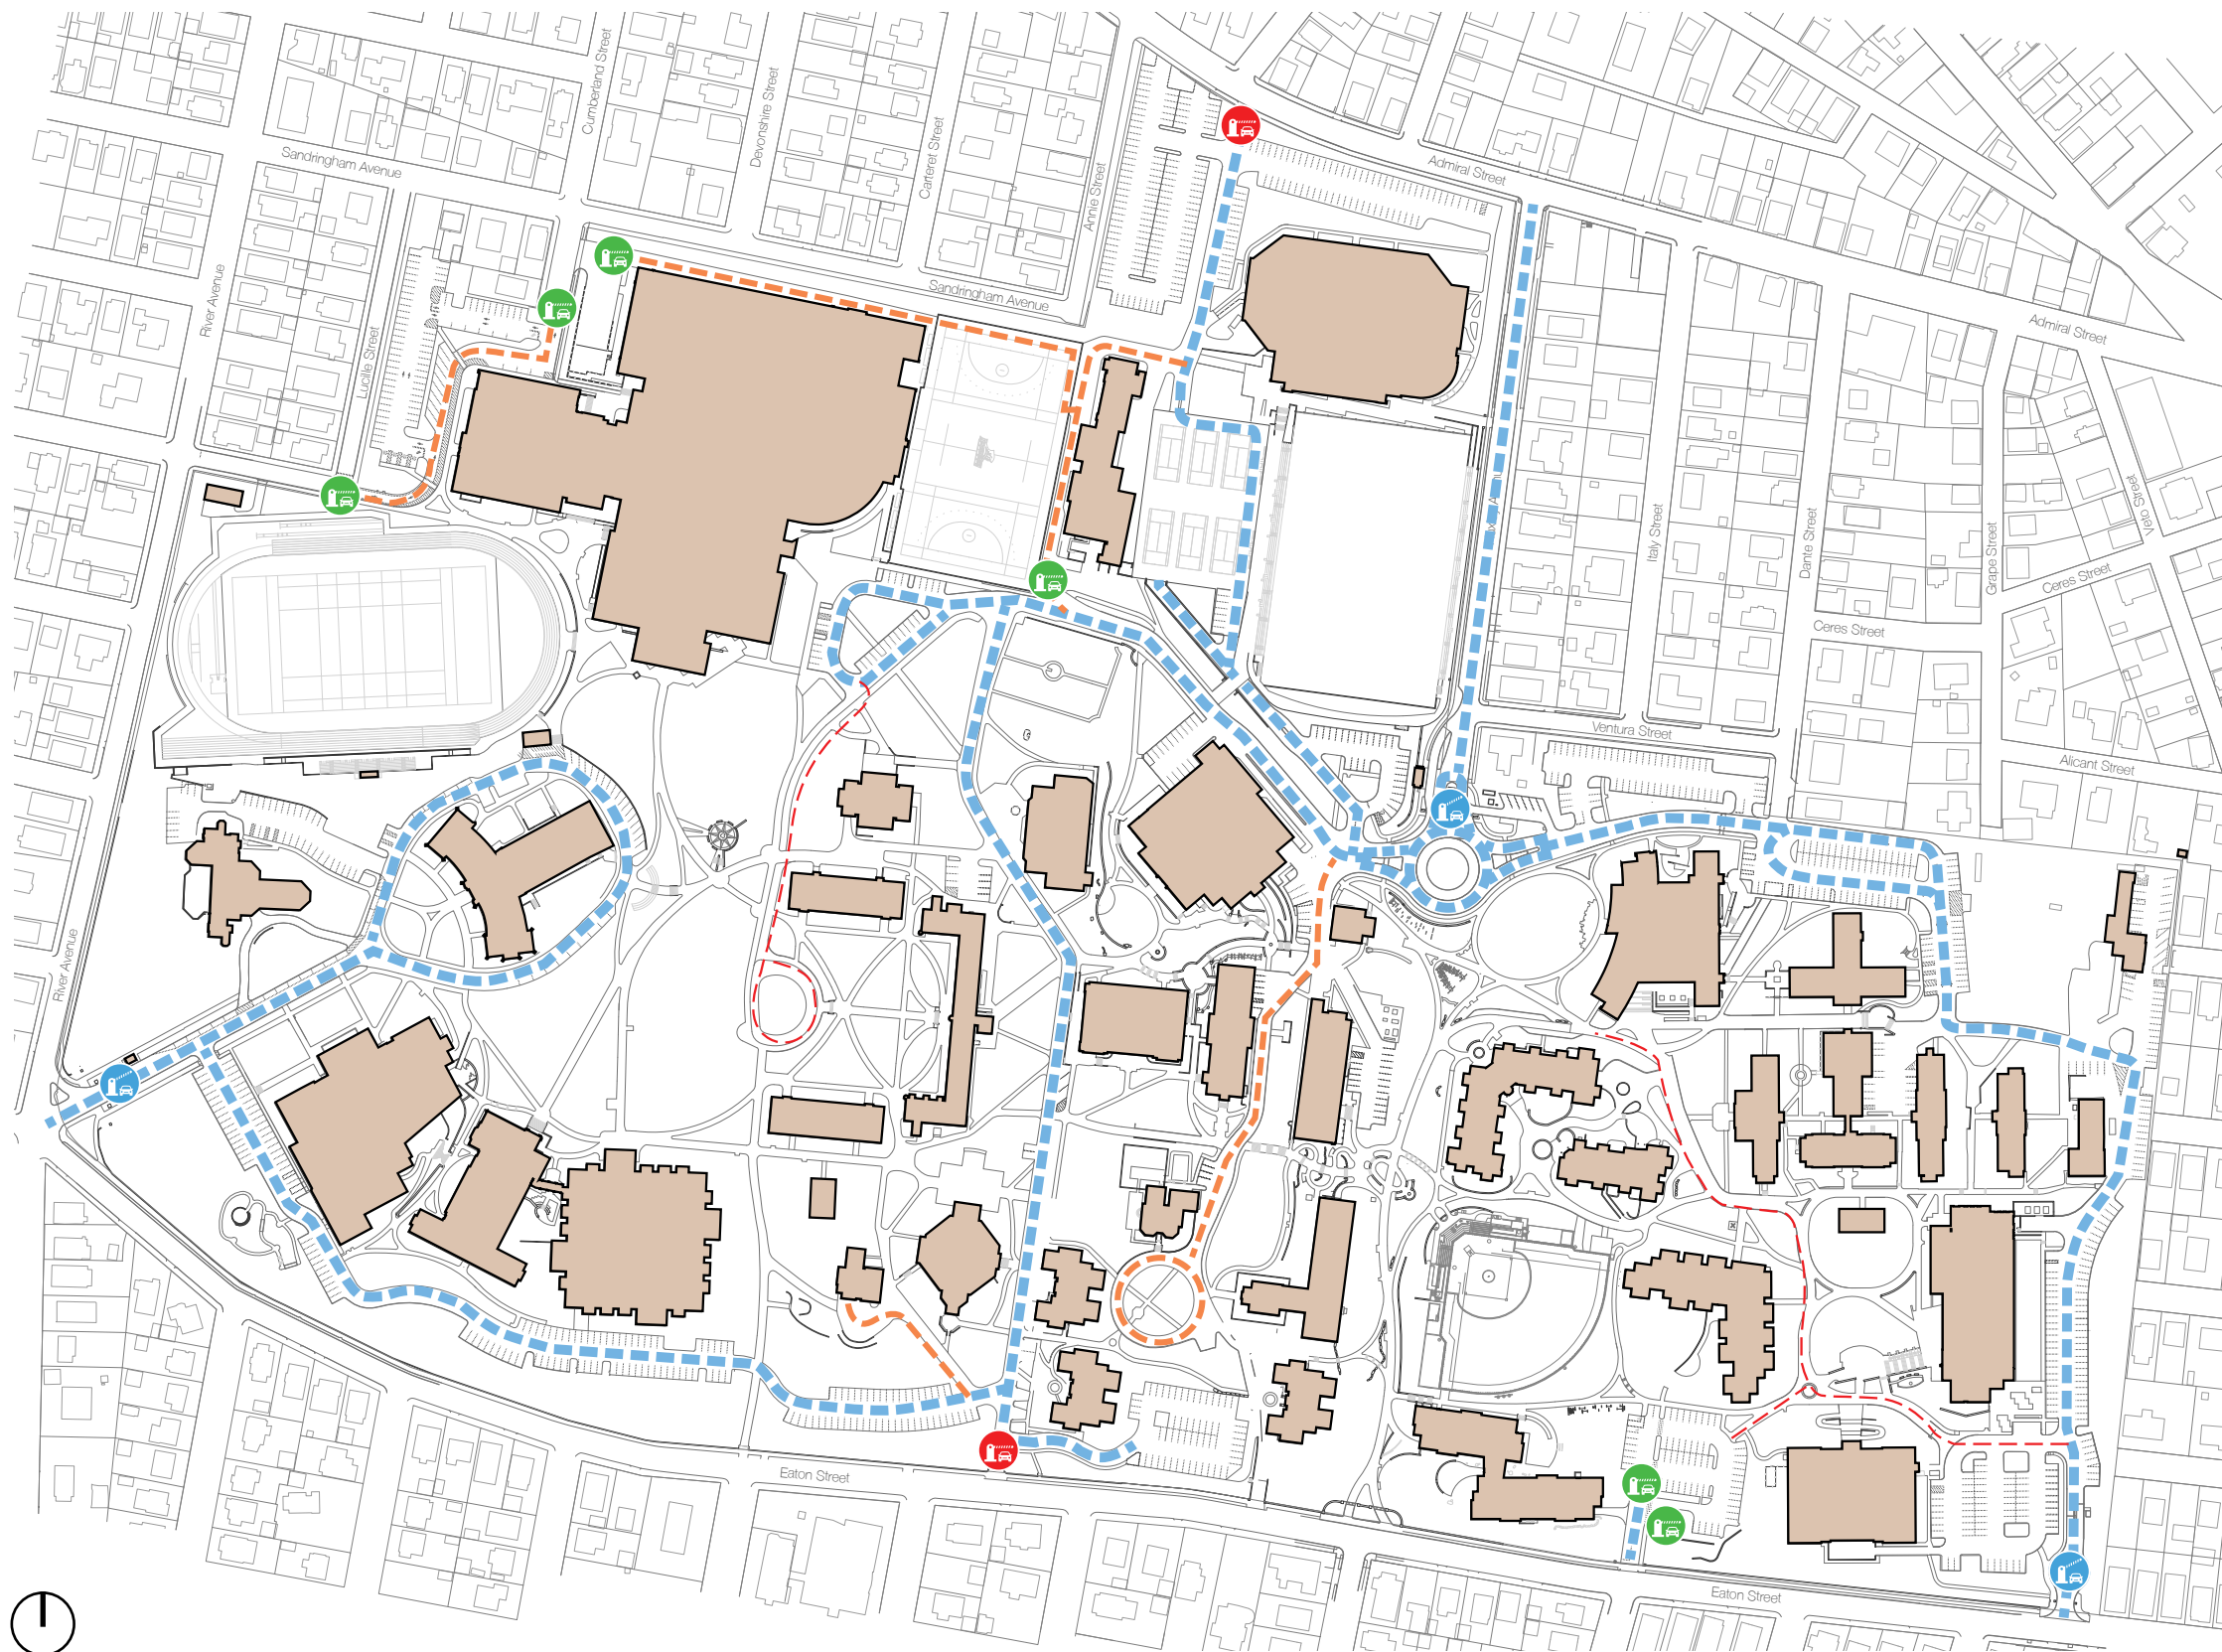 Cumberland Street
Devonshire Street
Carteret Street
Annie Street
Admiral Street
Sandringham Avenue
River Avenue
Lucille Street
Sandringham Avenue
Admiral Street
Italy Street
Dante Street
Grape Street
Veto Street
Ceres Street
Ceres Street
Ventura Street
Alicant Street
River Avenue
Eaton Street
Eaton Street